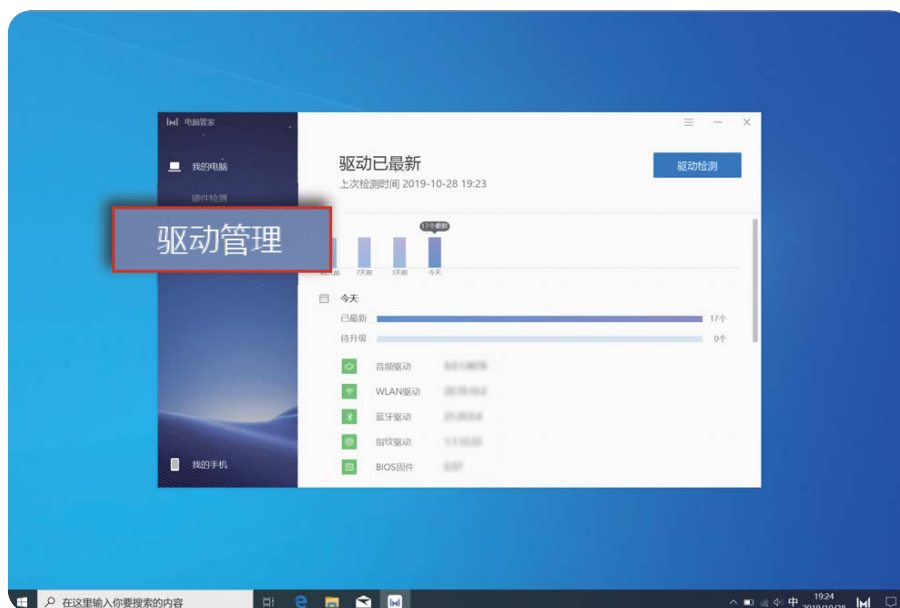 电脑管家
我的电脑
硬件检测
驱动管理
我的手机
驱动已最新
上次检测时间 2019-10-28 19:23
驱动检测
17个最新
7天前
3天前
今天
今天
已最新 17个
待升级 0个
音频驱动
WLAN驱动
蓝牙驱动
指纹驱动
BIOS固件
在这里输入你要搜索的内容
中
19:24
2019/10/28